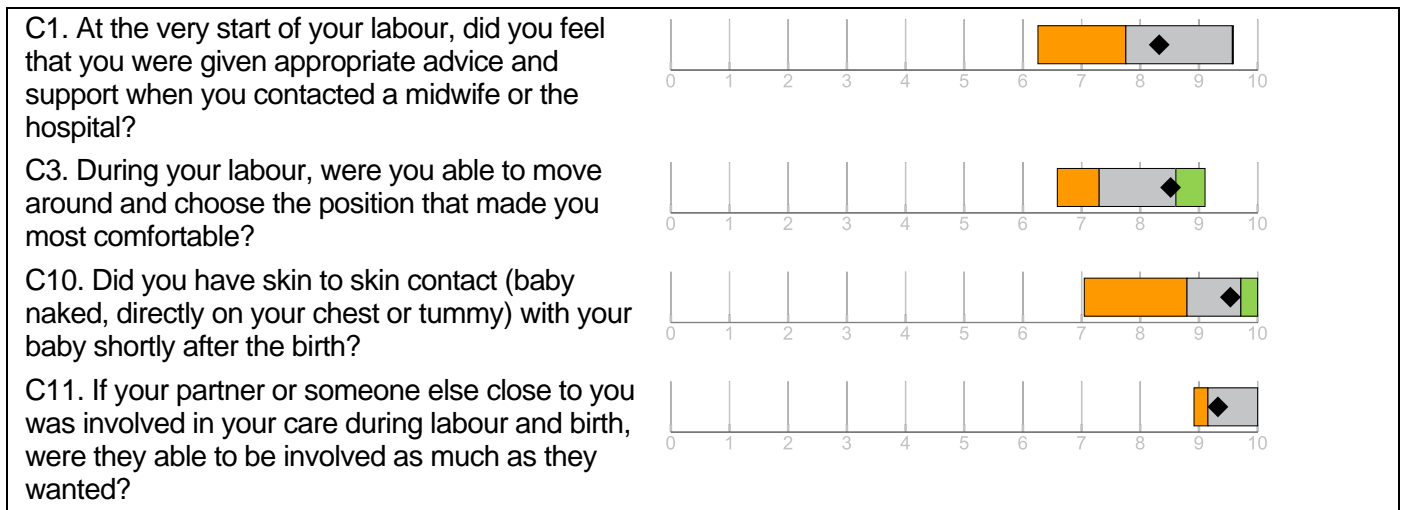 C1. At the very start of your labour, did you feel
that you were given appropriate advice and
support when you contacted a midwife or the
hospital?
0 1 2 3 4 5 6 7 8 9 10
C3. During your labour, were you able to move
around and choose the position that made you
most comfortable?
0 1 2 3 4 5 6 7 8 9 10
C10. Did you have skin to skin contact (baby
naked, directly on your chest or tummy) with your
baby shortly after the birth?
0 1 2 3 4 5 6 7 8 9 10
C11. If your partner or someone else close to you
was involved in your care during labour and birth,
were they able to be involved as much as they
wanted?
0 1 2 3 4 5 6 7 8 9 10